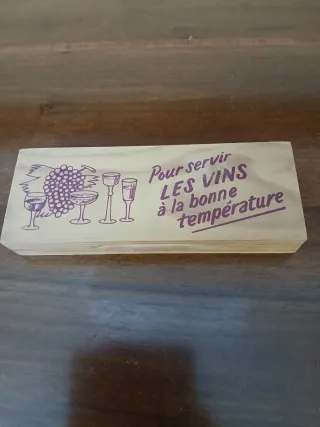 Pour servir
LES VINS
à la bonne
température